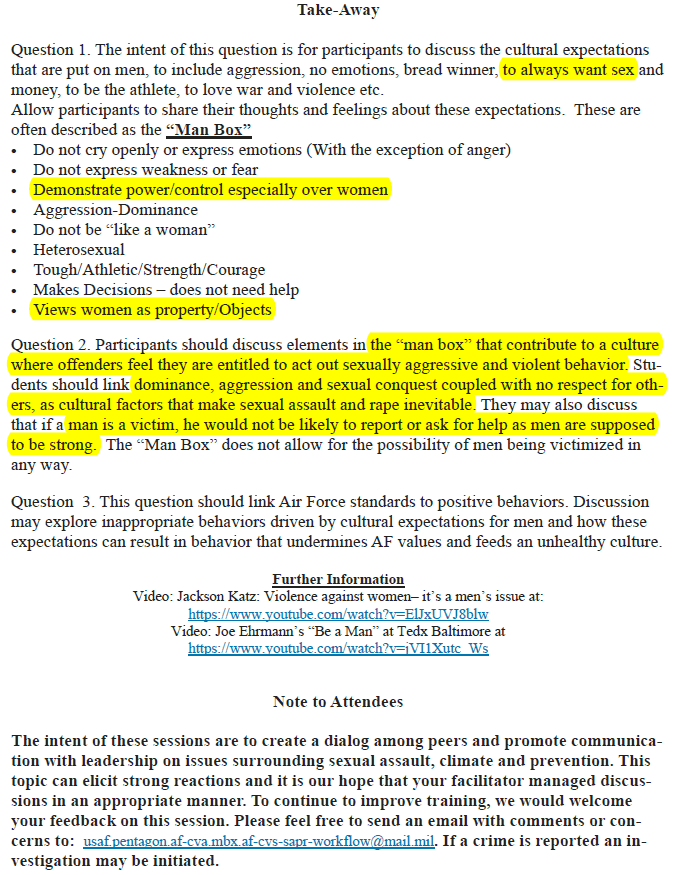 Take-Away
Question 1. The intent of this question is for participants to discuss the cultural expectations
that are put on men, to include aggression, no emotions, bread winner, to always want sex and
money, to be the athlete, to love war and violence etc.
Allow participants to share their thoughts and feelings about these expectations.  These are
often described as the “Man Box”
• Do not cry openly or express emotions (With the exception of anger)
• Do not express weakness or fear
• Demonstrate power/control especially over women
• Aggression-Dominance
• Do not be “like a woman”
• Heterosexual
• Tough/Athletic/Strength/Courage
• Makes Decisions – does not need help
• Views women as property/Objects
Question 2. Participants should discuss elements in the “man box” that contribute to a culture
where offenders feel they are entitled to act out sexually aggressive and violent behavior. Stu-
dents should link dominance, aggression and sexual conquest coupled with no respect for oth-
ers, as cultural factors that make sexual assault and rape inevitable. They may also discuss
that if a man is a victim, he would not be likely to report or ask for help as men are supposed
to be strong.  The “Man Box” does not allow for the possibility of men being victimized in
any way.
Question  3. This question should link Air Force standards to positive behaviors. Discussion
may explore inappropriate behaviors driven by cultural expectations for men and how these
expectations can result in behavior that undermines AF values and feeds an unhealthy culture.
Further Information
Video: Jackson Katz: Violence against women– it’s a men’s issue at:
https://www.youtube.com/watch?v=ElJxUVJ8blw
Video: Joe Ehrmann’s “Be a Man” at Tedx Baltimore at
https://www.youtube.com/watch?v=jVI1Xutc_Ws
Note to Attendees
The intent of these sessions are to create a dialog among peers and promote communica-
tion with leadership on issues surrounding sexual assault, climate and prevention. This
topic can elicit strong reactions and it is our hope that your facilitator managed discus-
sions in an appropriate manner. To continue to improve training, we would welcome
your feedback on this session. Please feel free to send an email with comments or con-
cerns to:  usaf.pentagon.af-cva.mbx.af-cvs-sapr-workflow@mail.mil. If a crime is reported an in-
vestigation may be initiated.